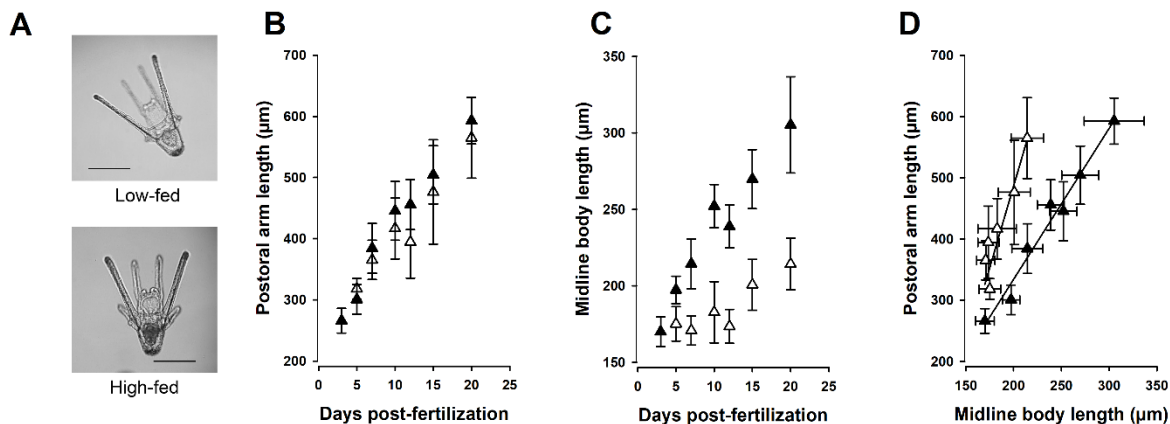 A
Low-fed
High-fed
B
700
600
500
400
300
200
0 5 10 15 20 25
Postoral arm length (µm)
Days post-fertilization
C
350
300
250
200
150
0 5 10 15 20 25
Midline body length (µm)
Days post-fertilization
D
700
600
500
400
300
200
150 200 250 300 350
Postoral arm length (µm)
Midline body length (µm)